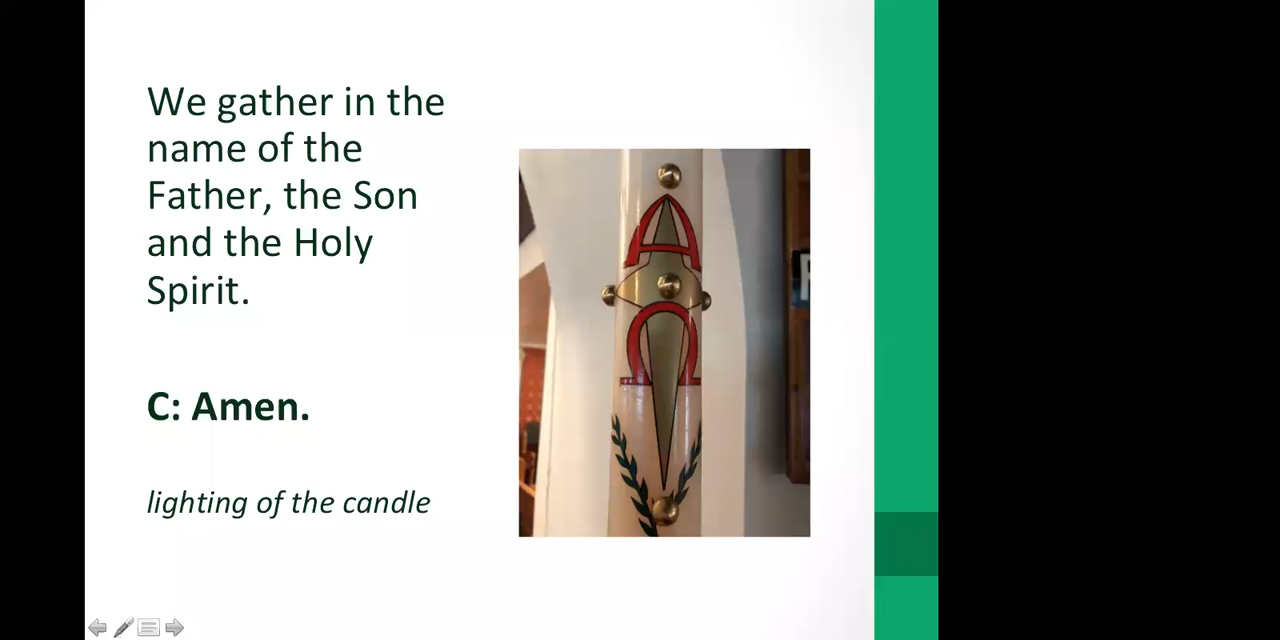 We gather in the
name of the
Father, the Son
and the Holy
Spirit.
C: Amen.
lighting of the candle
Α
Ω